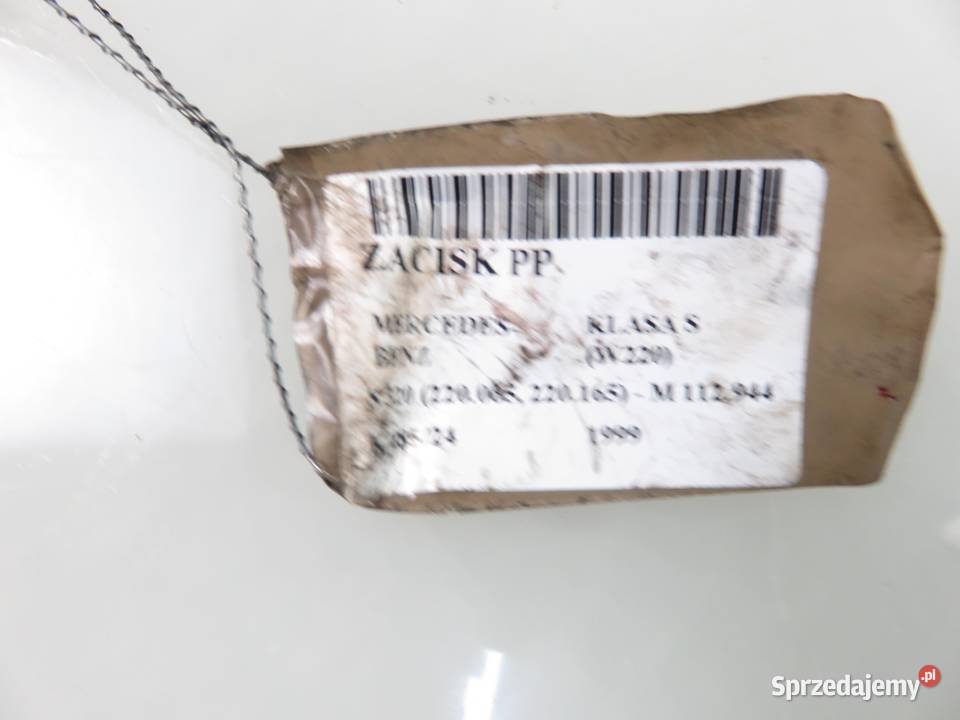 ZACISK PP
MERCEDES- KLASA S
BENZ (W220)
S320 (220.065, 220.165) - M 112.944
1999
Sprzedajemy.pl